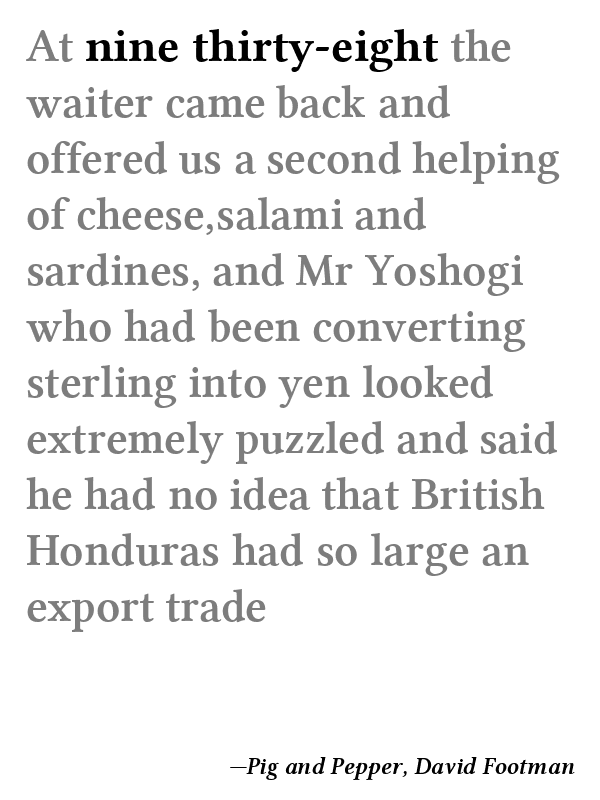 At nine thirty-eight the
waiter came back and
offered us a second helping
of cheese,salami and
sardines, and Mr Yoshogi
who had been converting
sterling into yen looked
extremely puzzled and said
he had no idea that British
Honduras had so large an
export trade
—Pig and Pepper, David Footman